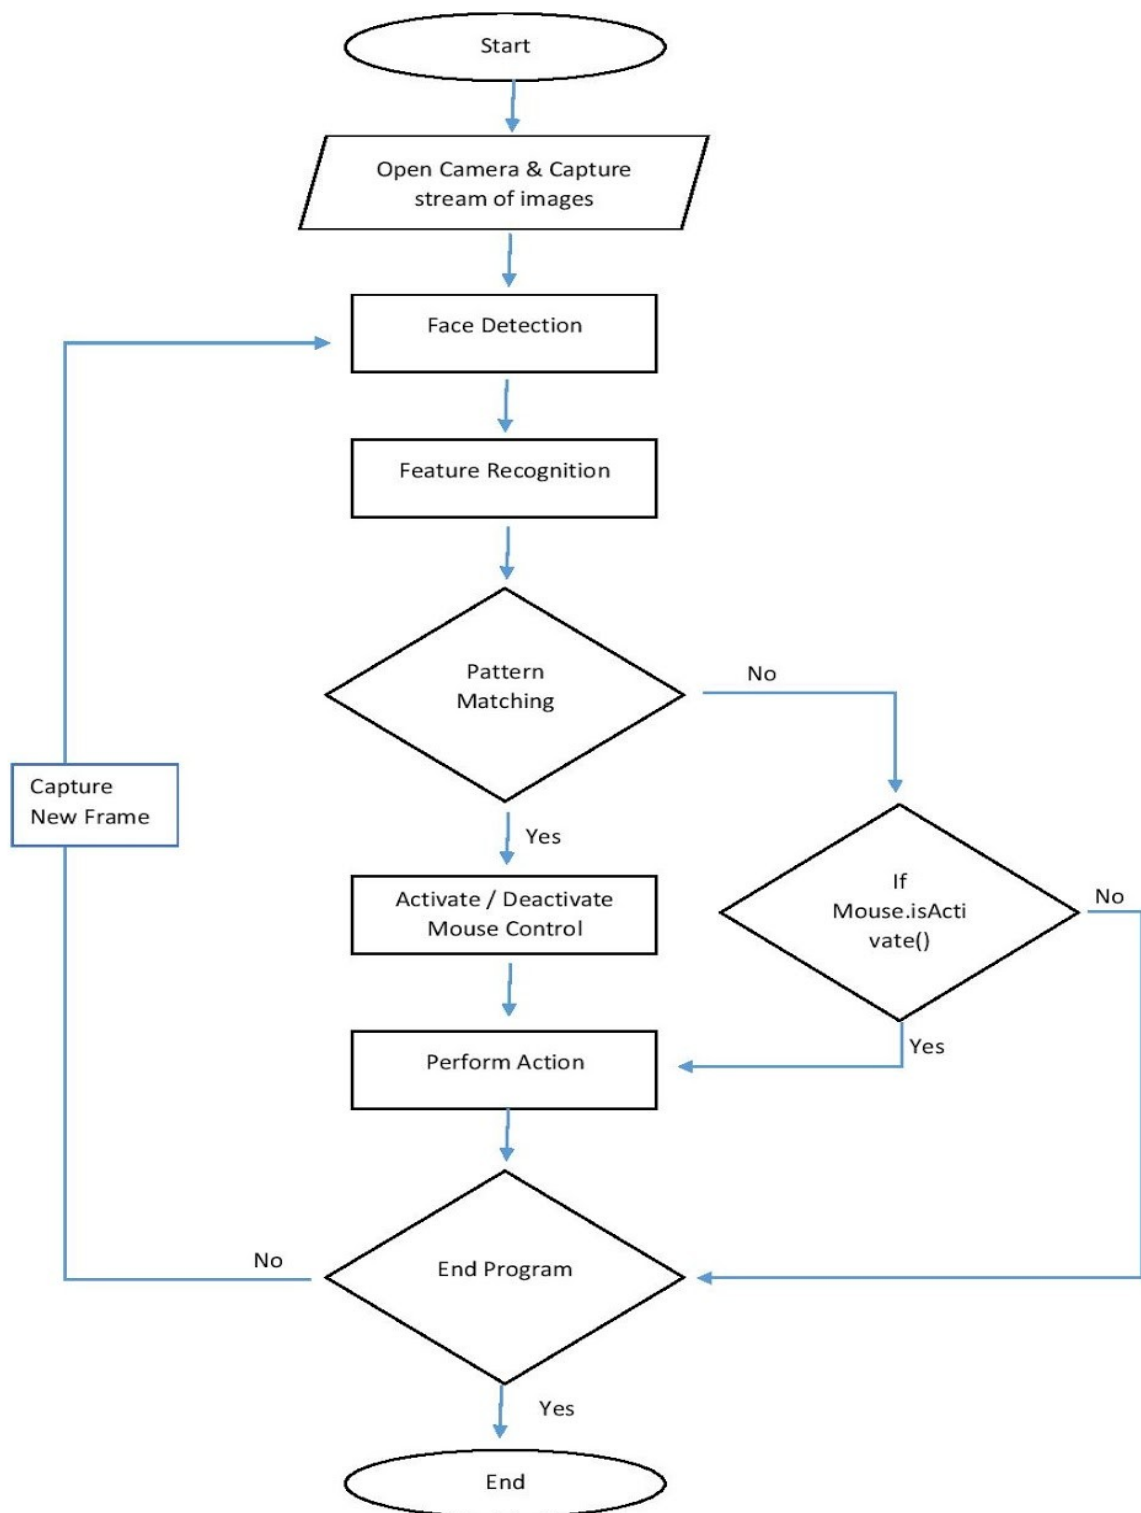 Start
Open Camera & Capture
stream of images
Face Detection
Feature Recognition
Pattern
Matching
No
Capture
New Frame
Yes
If
Mouse.isActi
vate()
No
Activate / Deactivate
Mouse Control
Yes
Perform Action
No
End Program
Yes
End